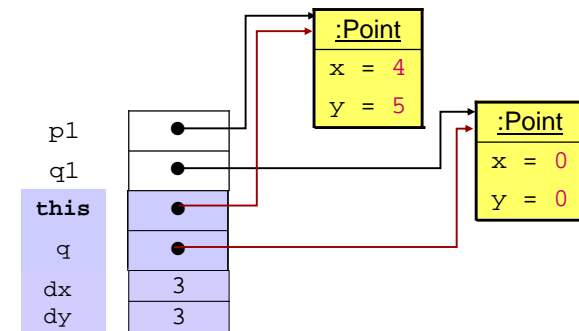 :Point
x = 4
y = 5
:Point
x = 0
y = 0
p1
q1
this
q
dx 3
dy 3